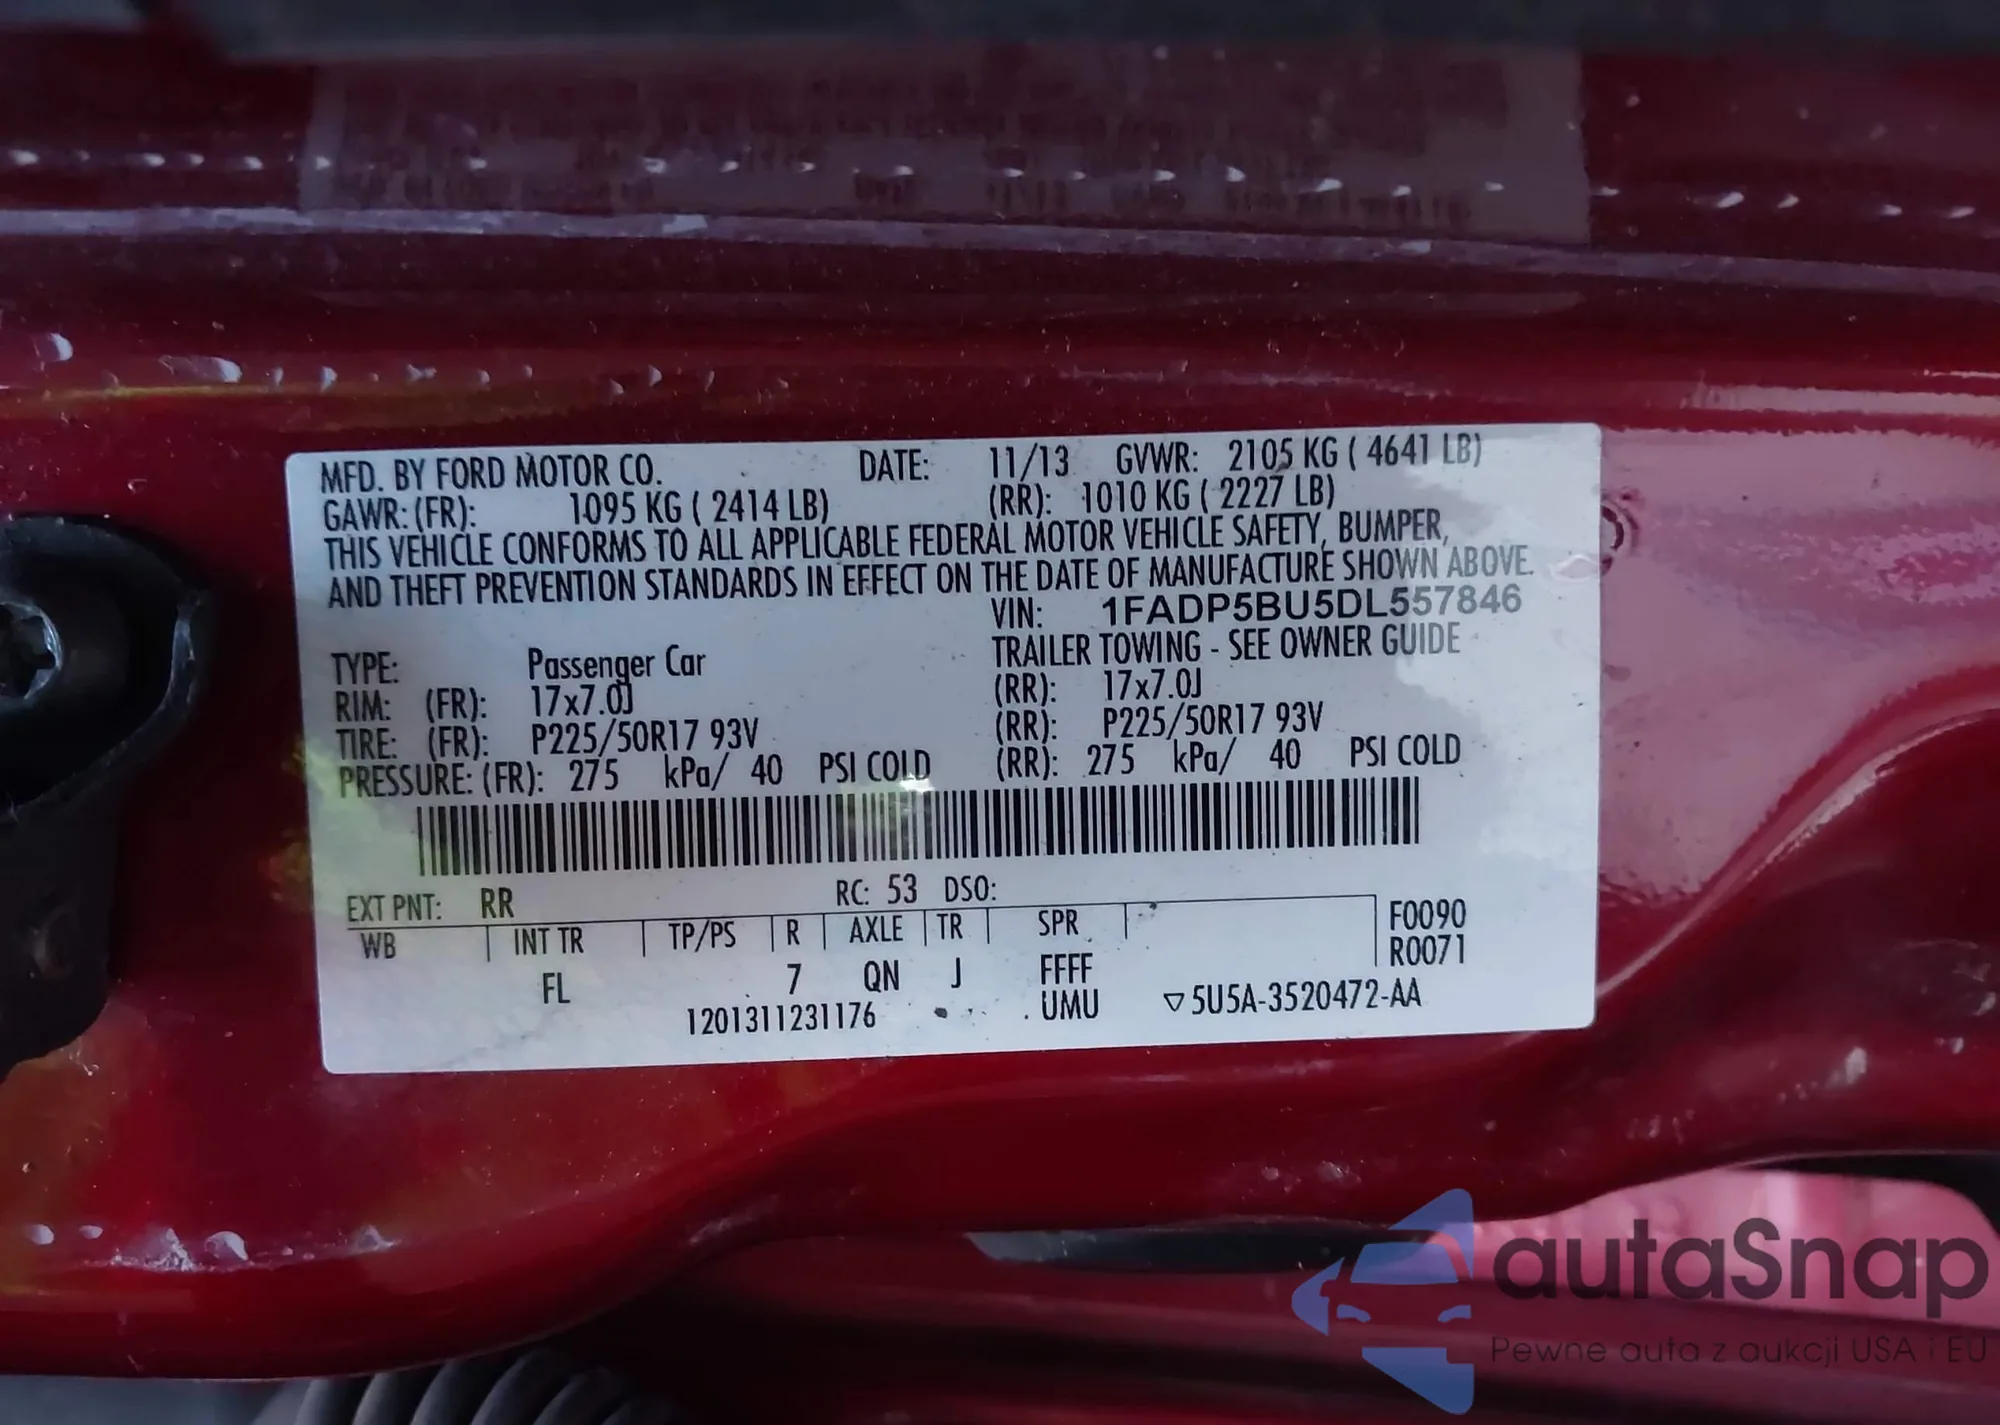 MFD. BY FORD MOTOR CO. DATE: 11/13 GVWR: 2105 KG ( 4641 LB)
GAWR: (FR): 1095 KG ( 2414 LB) (RR): 1010 KG ( 2227 LB)
THIS VEHICLE CONFORMS TO ALL APPLICABLE FEDERAL MOTOR VEHICLE SAFETY, BUMPER,
AND THEFT PREVENTION STANDARDS IN EFFECT ON THE DATE OF MANUFACTURE SHOWN ABOVE.
VIN: 1FADP5BU5DL557846
TYPE: Passenger Car TRAILER TOWING - SEE OWNER GUIDE
RIM: (FR): 17x7.0J (RR): 17x7.0J
TIRE: (FR): P225/50R17 93V (RR): P225/50R17 93V
PRESSURE: (FR): 275 kPa/ 40 PSI COLD (RR): 275 kPa/ 40 PSI COLD
EXT PNT: RR RC: 53 DSO:
WB INT TR TP/PS R AXLE TR SPR F0090
R0071
FL 7 QN J FFFF
1201311231176 UMU ▽5U5A-3520472-AA
autaSnap
Pewne auta z aukcji USA i EU